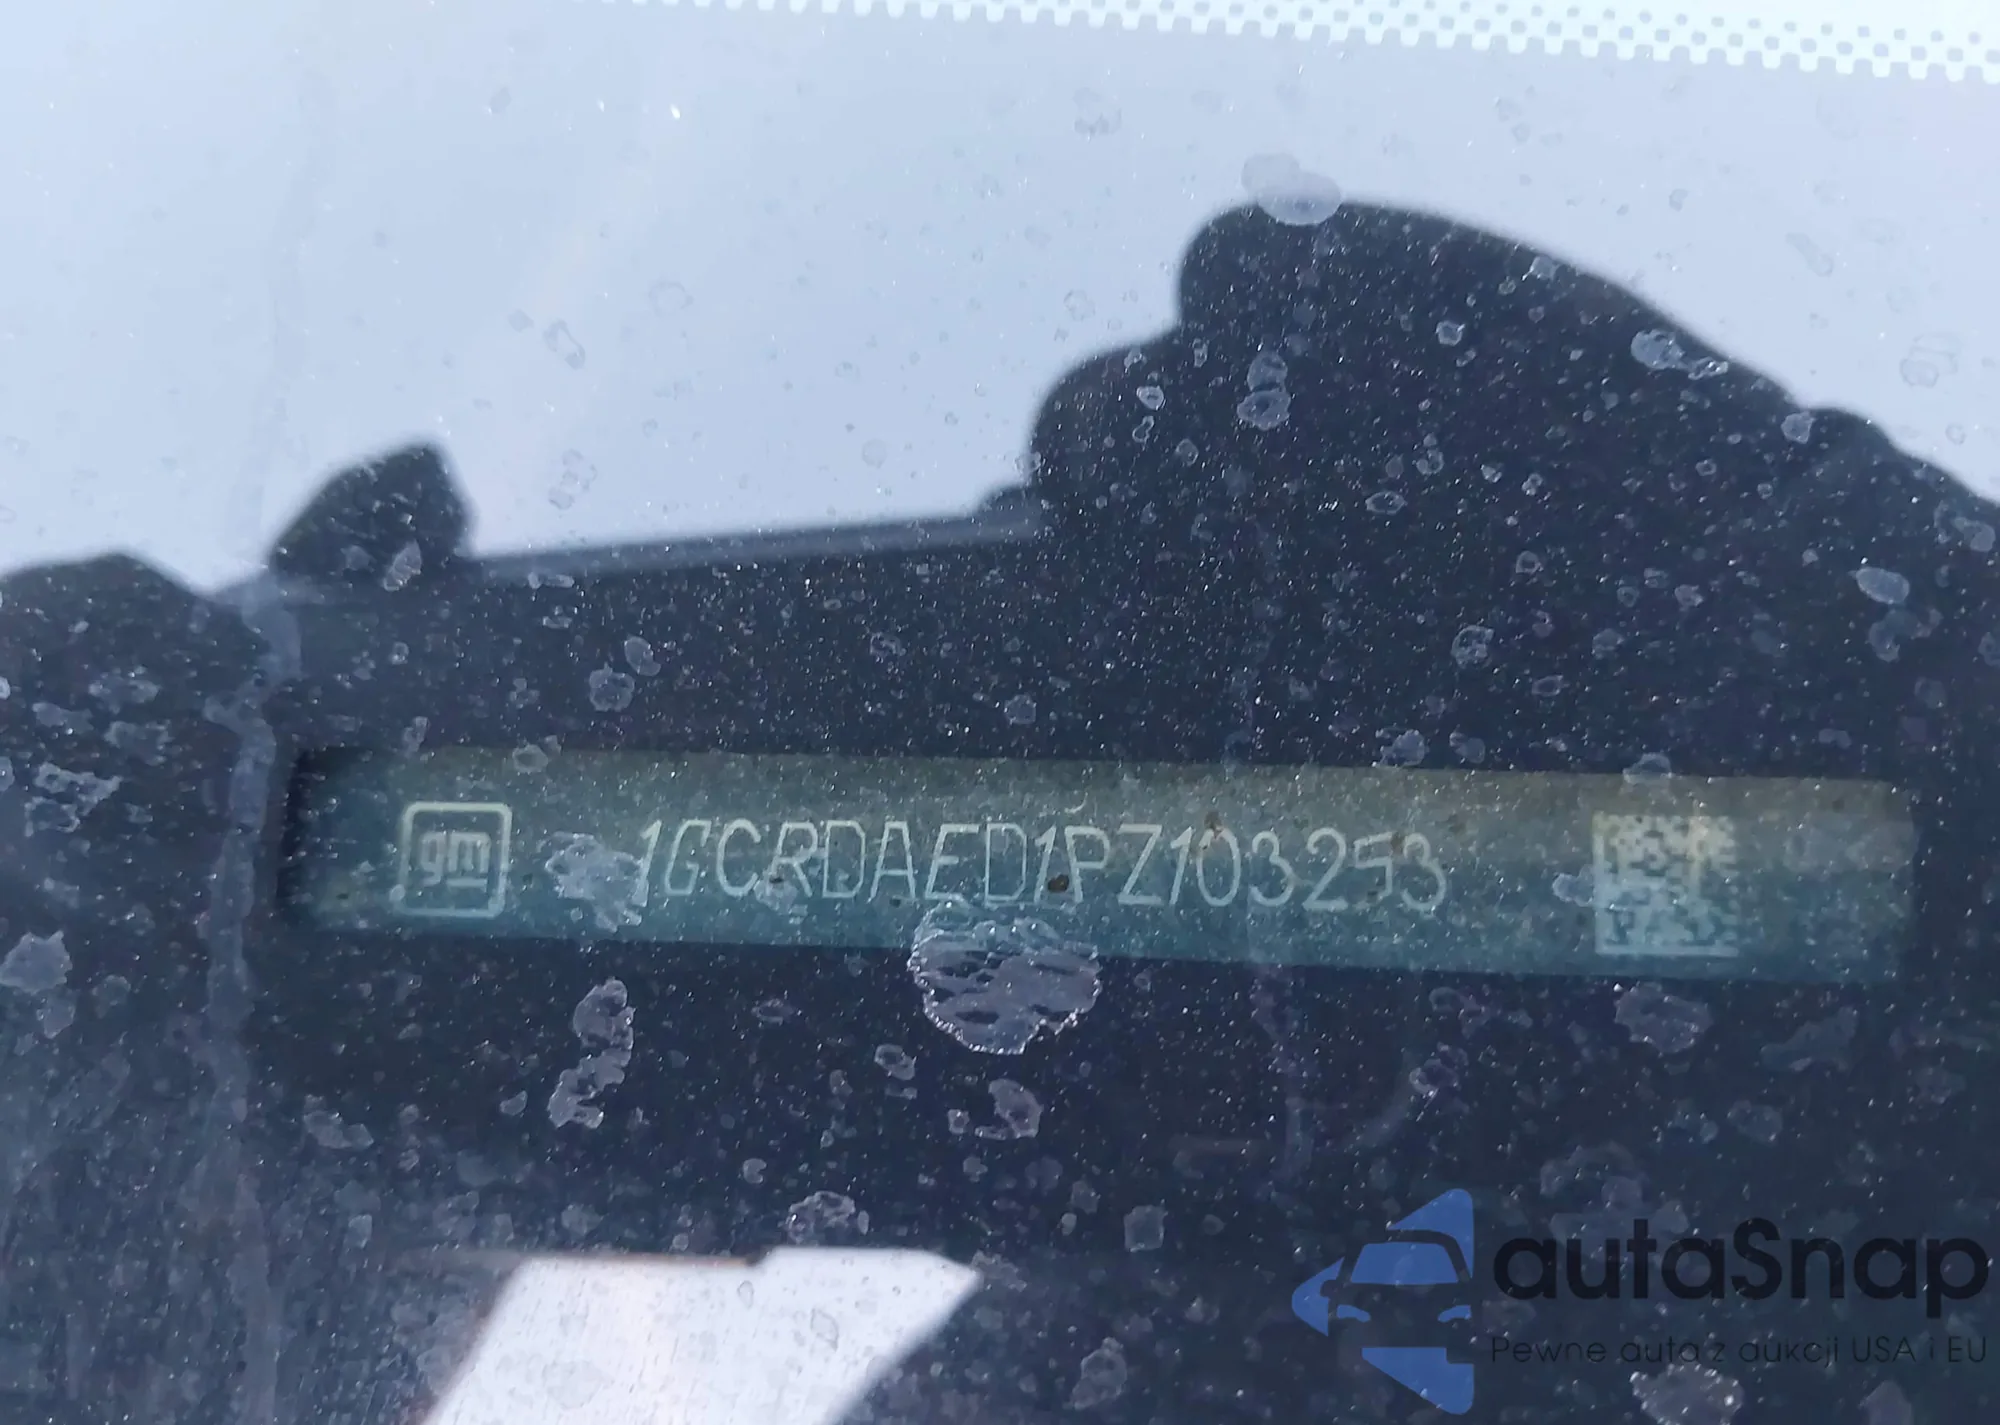 gm 1GCRDAED1PZ103253
autaSnap
Pewne auta z aukcji USA i EU